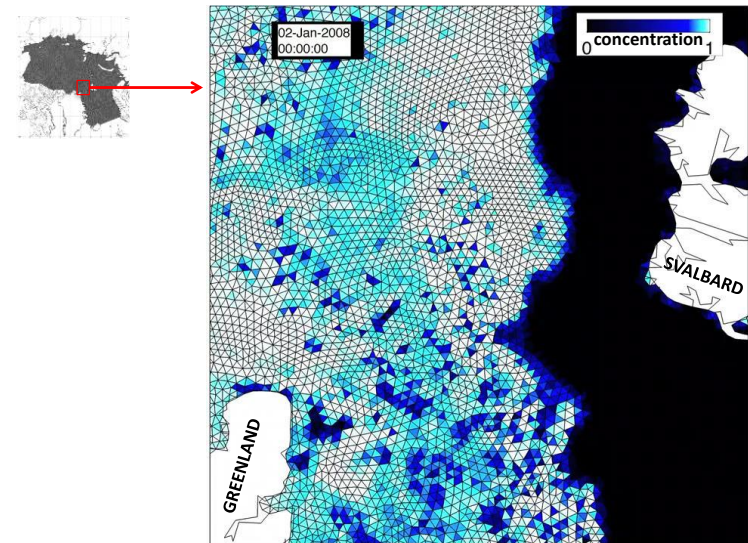 02-Jan-2008
00:00:00
0 concentration 1
SVALBARD
GREENLAND